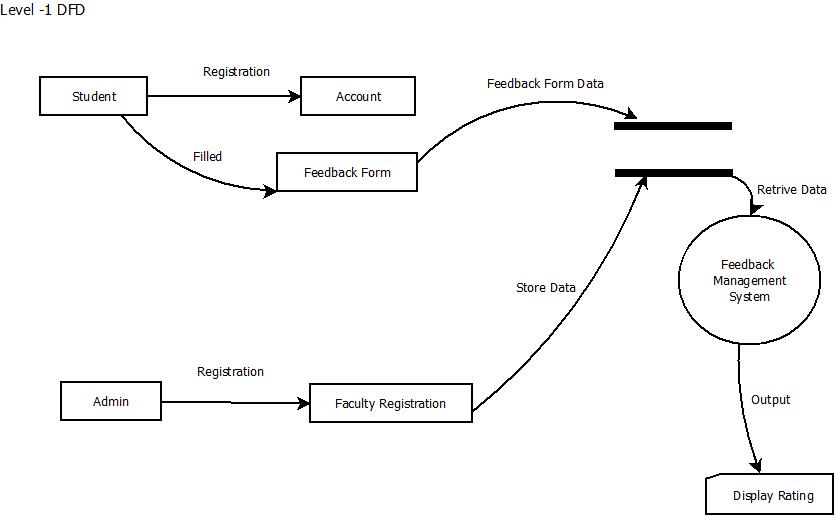 Level -1 DFD
Registration
Student
Account
Feedback Form Data
Filled
Feedback Form
Retrive Data
Feedback
Management
System
Store Data
Registration
Admin
Faculty Registration
Output
Display Rating